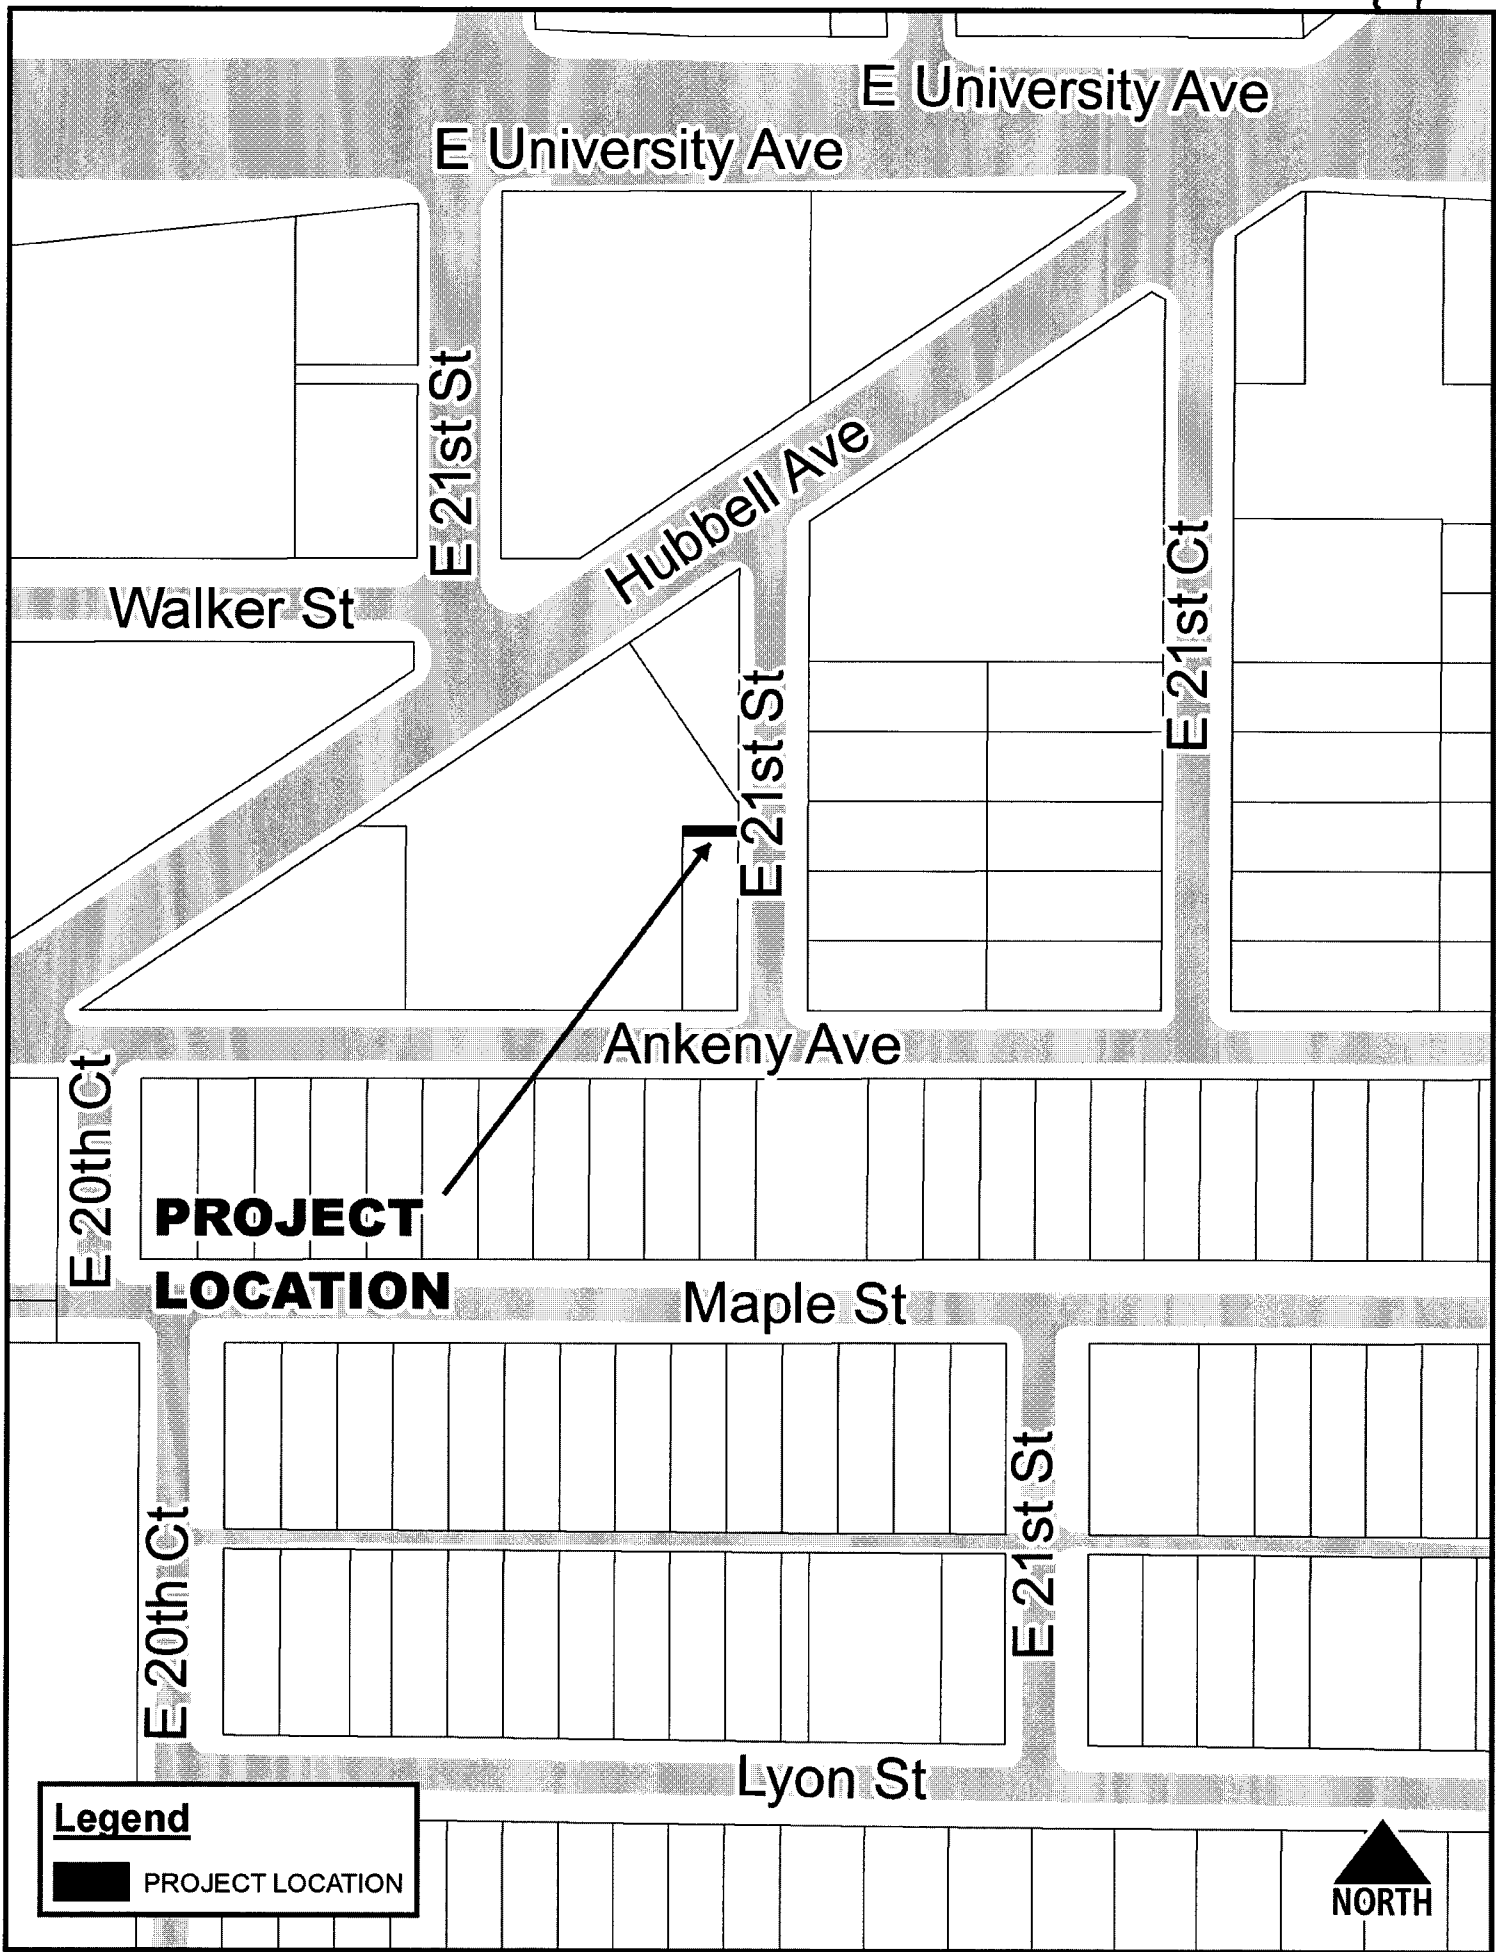 E University Ave
E University Ave
E 21st St
Hubbell Ave
Walker St
E 21st St
E 21st Ct
Ankeny Ave
E 20th Ct
PROJECT
LOCATION
Maple St
E 20th Ct
E 21st St
Lyon St
Legend
PROJECT LOCATION
NORTH